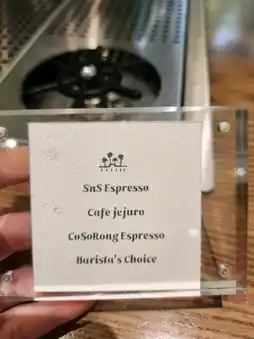 SnS Espresso
Cafe jejuro
CoSoRong Espresso
Barista's Choice